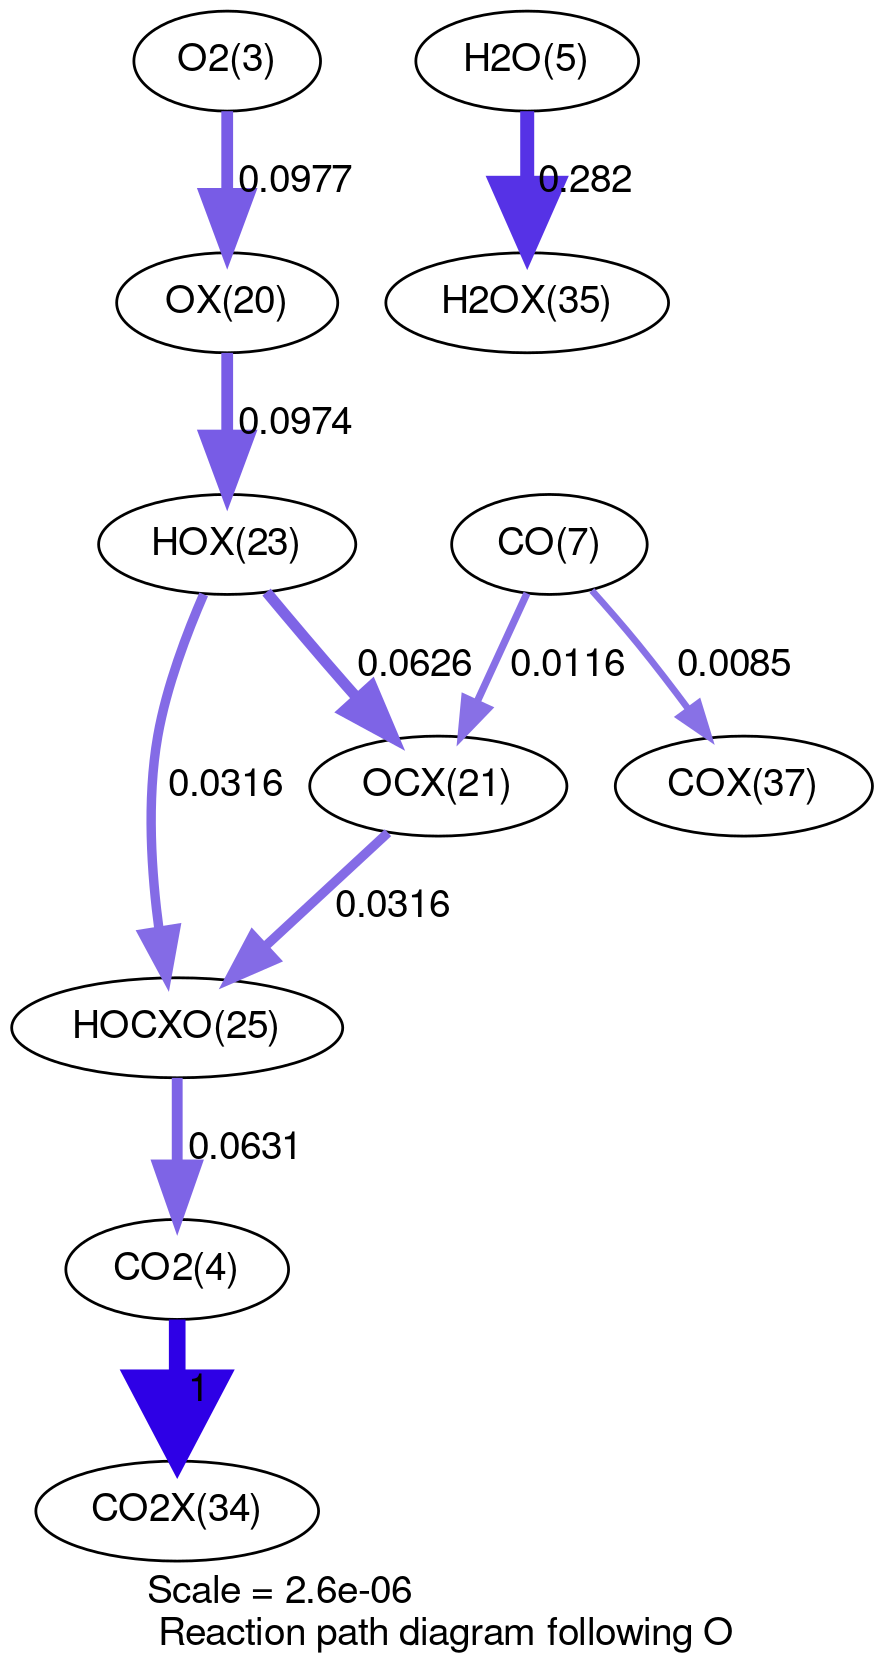 O2(3)
H2O(5)
0.0977
0.282
OX(20)
H2OX(35)
0.0974
HOX(23)
CO(7)
0.0626
0.0116
0.0085
0.0316
OCX(21)
COX(37)
0.0316
HOCXO(25)
0.0631
CO2(4)
1
CO2X(34)
Scale = 2.6e-06
Reaction path diagram following O